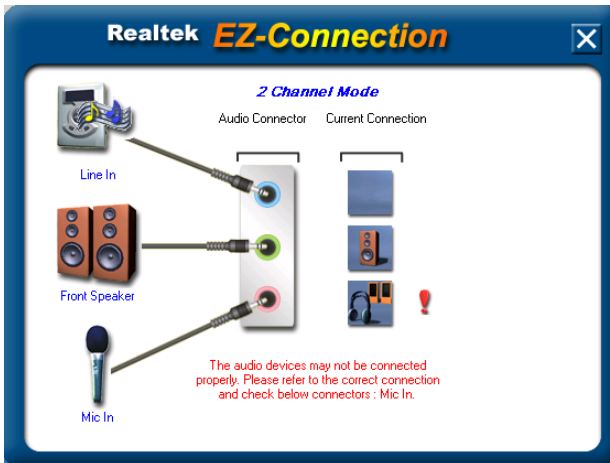 Realtek EZ-Connection
2 Channel Mode
Audio Connector Current Connection
Line In
Front Speaker
Mic In
The audio devices may not be connected
properly. Please refer to the correct connection
and check below connectors : Mic In.